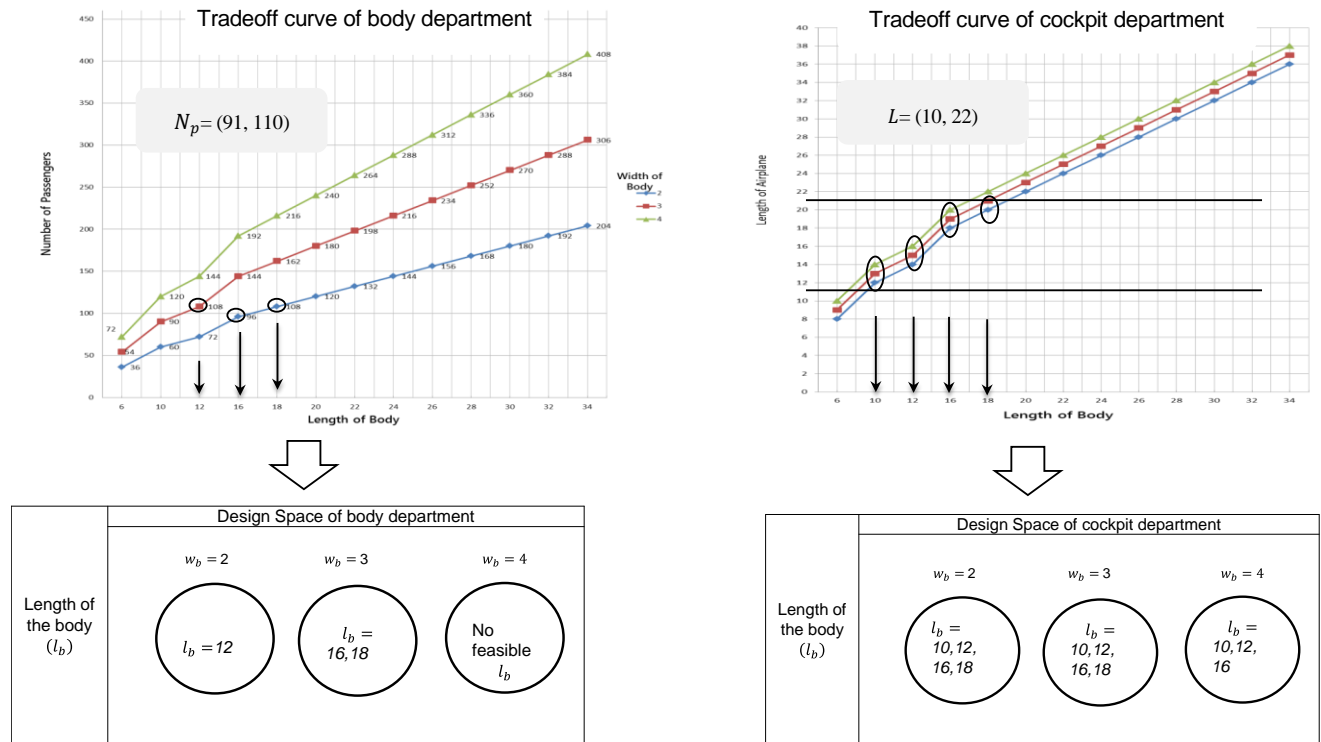 Tradeoff curve of body department
450
400
350
300
250
200
150
100
50
0
Number of Passengers
N_p= (91, 110)
408
384
360
336
312
288
264
240
216
192
144
120
72
306
288
270
252
234
216
198
180
162
144
108
90
54
204
192
180
168
156
144
132
120
108
96
72
60
36
Width of
Body
2
3
4
6 10 12 16 18 20 22 24 26 28 30 32 34
Length of Body
Tradeoff curve of cockpit department
40
38
36
34
32
30
28
26
24
22
20
18
16
14
12
10
8
6
4
2
0
Length of Airplane
L= (10, 22)
6 10 12 16 18 20 22 24 26 28 30 32 34
Length of Body
Design Space of body department
Length of
the body
(l_b)
w_b = 2
w_b = 3
w_b = 4
l_b = 12
l_b =
16,18
No
feasible
l_b
Design Space of cockpit department
Length of
the body
(l_b)
w_b = 2
w_b = 3
w_b = 4
l_b =
10,12,
16,18
l_b =
10,12,
16,18
l_b =
10,12,
16